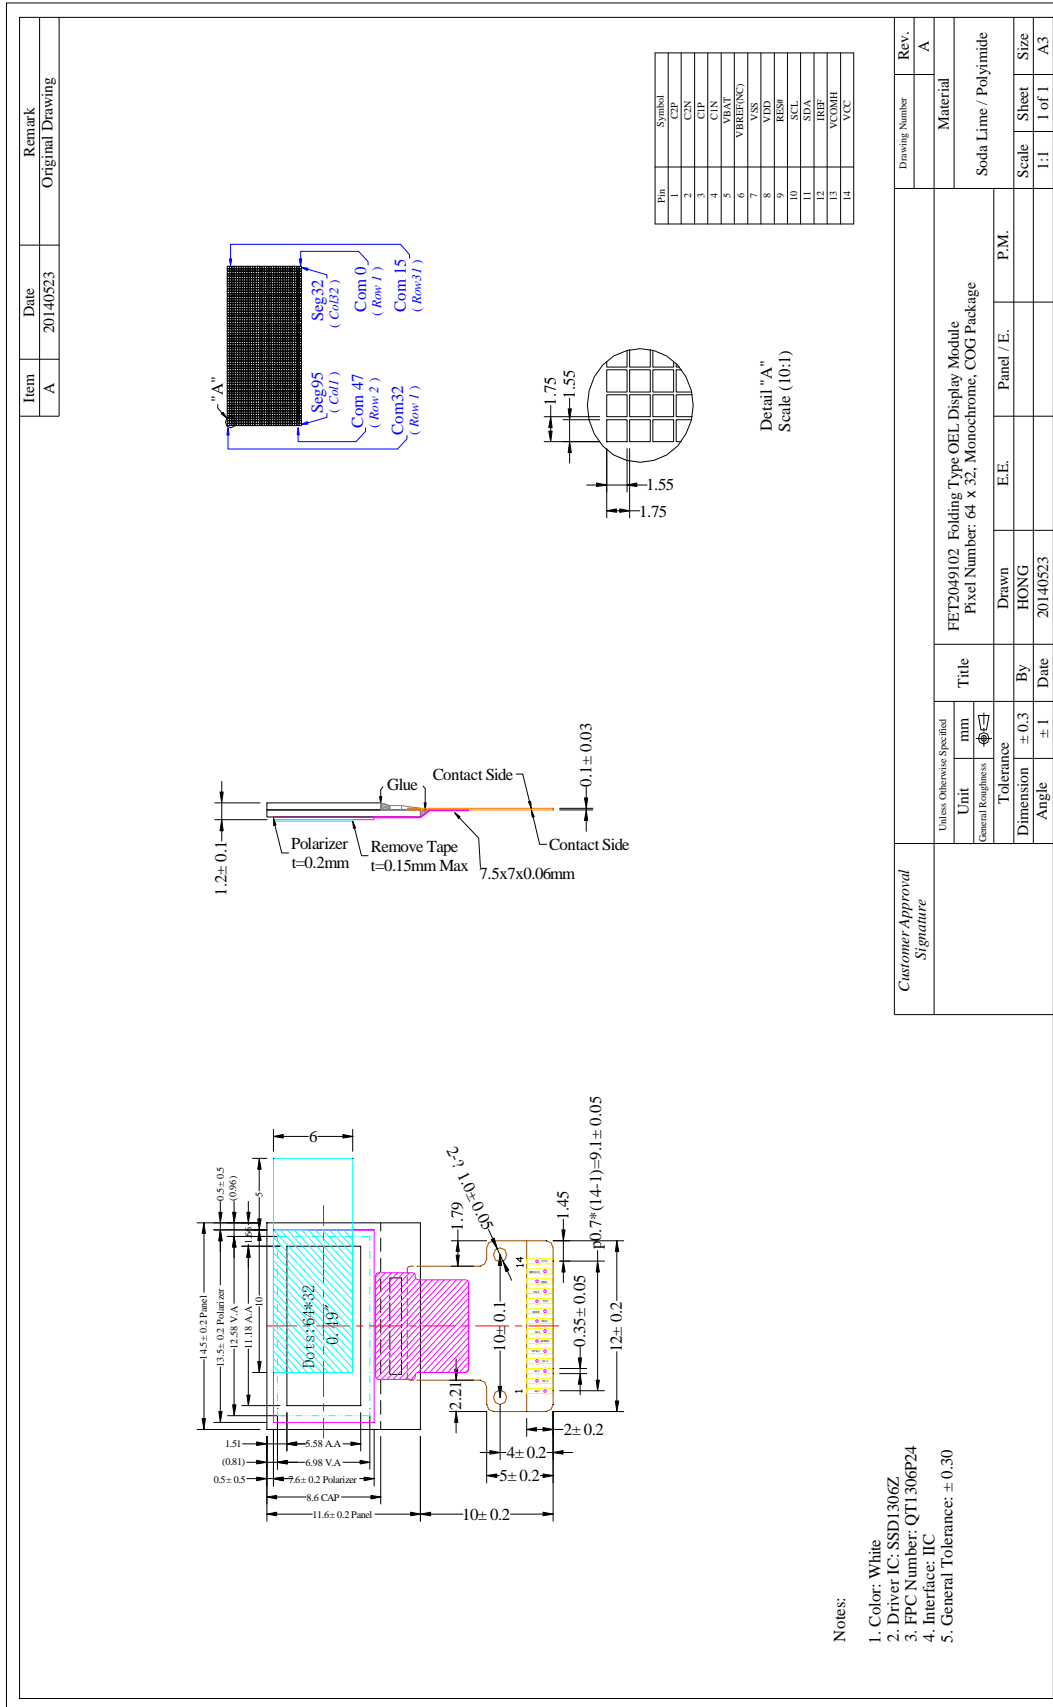 Item Date Remark
A 20140523 Original Drawing
14.5±0.2 Panel
13.5±0.2 Polarizer
12.58 V.A
11.18 A.A
10
0.5±0.5
(0.96)
1.66
5
6
Dots:64*32
0.49"
1.51
(0.81)
0.5±0.5
5.58 A.A
6.98 V.A
7.6±0.2 Polarizer
8.6 CAP
11.6±0.2 Panel
10±0.2
2.21
1.79
10±0.1
1.45
p0.7*(14-1)=9.1±0.05
0.35±0.05
12±0.2
1
14
2±0.2
4±0.2
5±0.2
1.2±0.1
Polarizer
t=0.2mm
Remove Tape
t=0.15mm Max
Glue
Contact Side
Contact Side
7.5x7x0.06mm
0.1±0.03
"A"
Seg95
( Col1 )
Seg32
( Col32 )
Com 47
( Row 2 )
Com 0
( Row 1 )
Com32
( Row 1 )
Com 15
( Row31 )
1.75
1.55
1.55
1.75
Detail "A"
Scale (10:1)
Pin Symbol
1 C2P
2 C2N
3 C1P
4 C1N
5 VBAT
6 VBREF(NC)
7 VSS
8 VDD
9 RES#
10 SCL
11 SDA
12 IREF
13 VCOMH
14 VCC
Notes:
1. Color: White
2. Driver IC: SSD1306Z
3. FPC Number: QT1306P24
4. Interface: IIC
5. General Tolerance: ±0.30
Customer Approval
Signature
Unless Otherwise Specified
Unit mm
General Roughness
Tolerance
Dimension ±0.3
Angle ±1
Title
FET2049102 Folding Type OEL Display Module
Pixel Number: 64 x 32, Monochrome, COG Package
Drawn E.E. Panel / E. P.M.
By HONG
Date 20140523
Drawing Number Rev.
A
Material
Soda Lime / Polyimide
Scale Sheet Size
1:1 1 of 1 A3